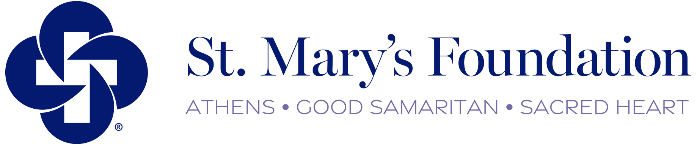 St. Mary's Foundation
ATHENS • GOOD SAMARITAN • SACRED HEART
®